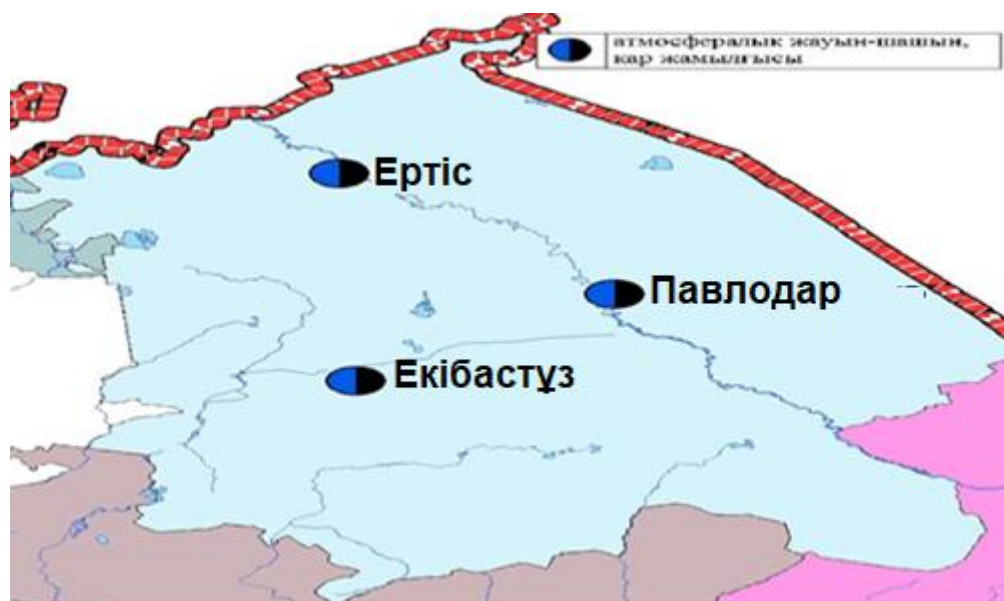 атмосфералық жауын-шашын,
қар жамылғысы
Ертіс
Павлодар
Екібастұз